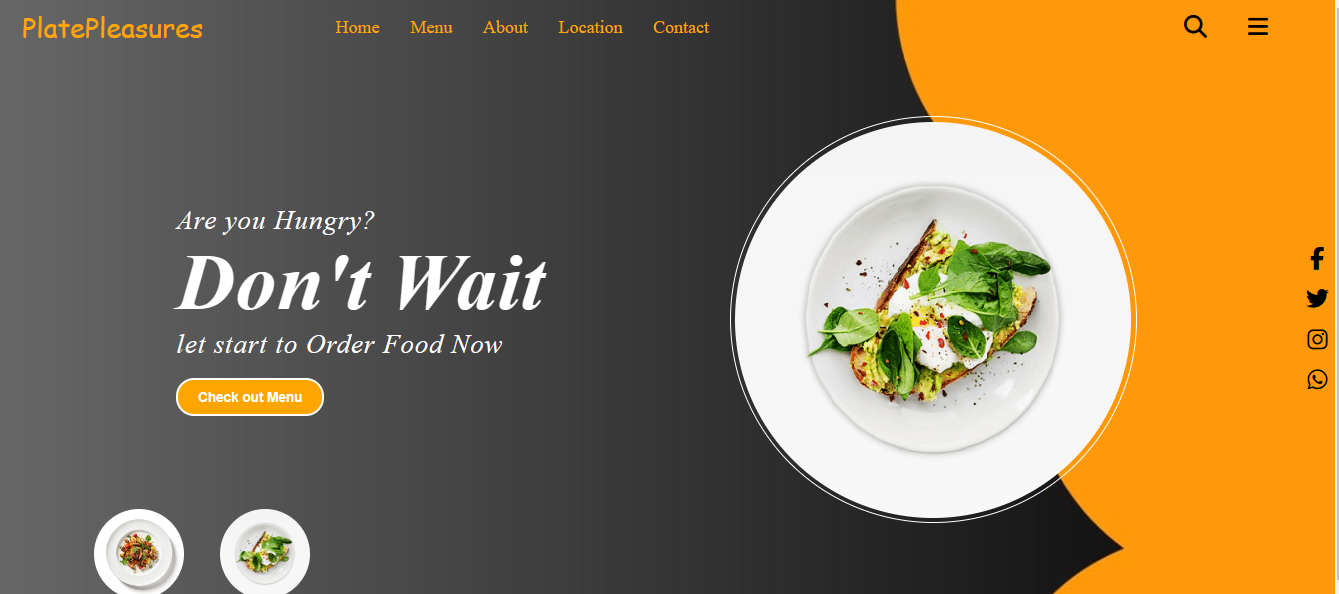 PlatePleasures
Home Menu About Location Contact
Are you Hungry?
Don't Wait
let start to Order Food Now
Check out Menu